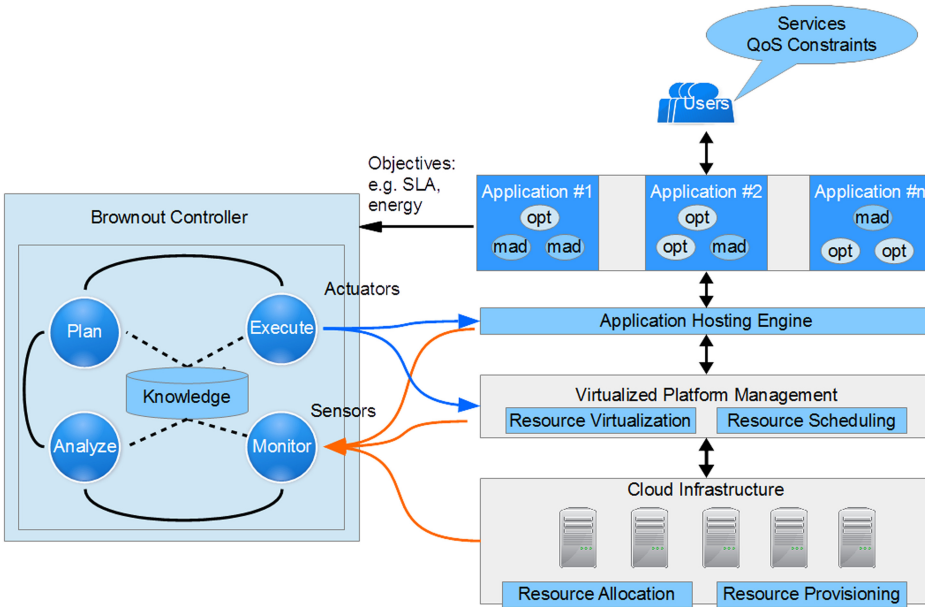 Services
QoS Constraints
Users
Objectives:
e.g. SLA,
energy
Application #1
opt
mad mad
Application #2
opt
opt mad
Application #n
mad
opt opt
Brownout Controller
Actuators
Plan
Execute
Knowledge
Sensors
Analyze
Monitor
Application Hosting Engine
Virtualized Platform Management
Resource Virtualization Resource Scheduling
Cloud Infrastructure
Resource Allocation Resource Provisioning